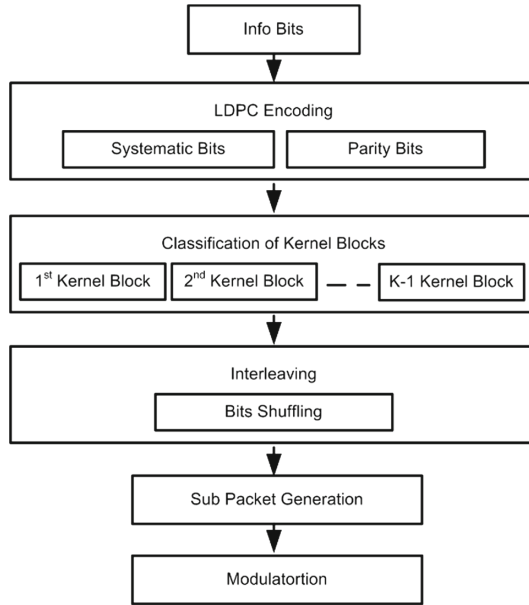 Info Bits
LDPC Encoding
Systematic Bits
Parity Bits
Classification of Kernel Blocks
1st Kernel Block
2nd Kernel Block
K-1 Kernel Block
Interleaving
Bits Shuffling
Sub Packet Generation
Modulatortion